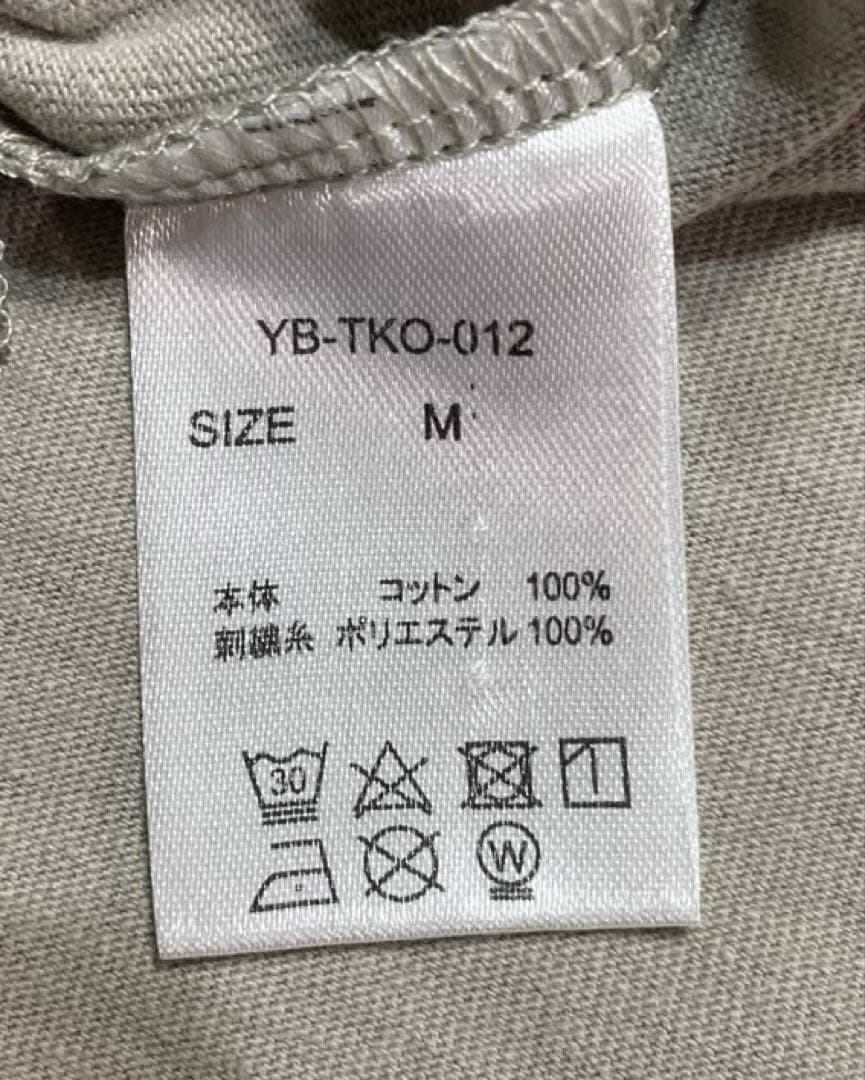 YB-TKO-012
SIZE M
本体 コットン 100%
刺繍糸 ポリエステル 100%
30
W